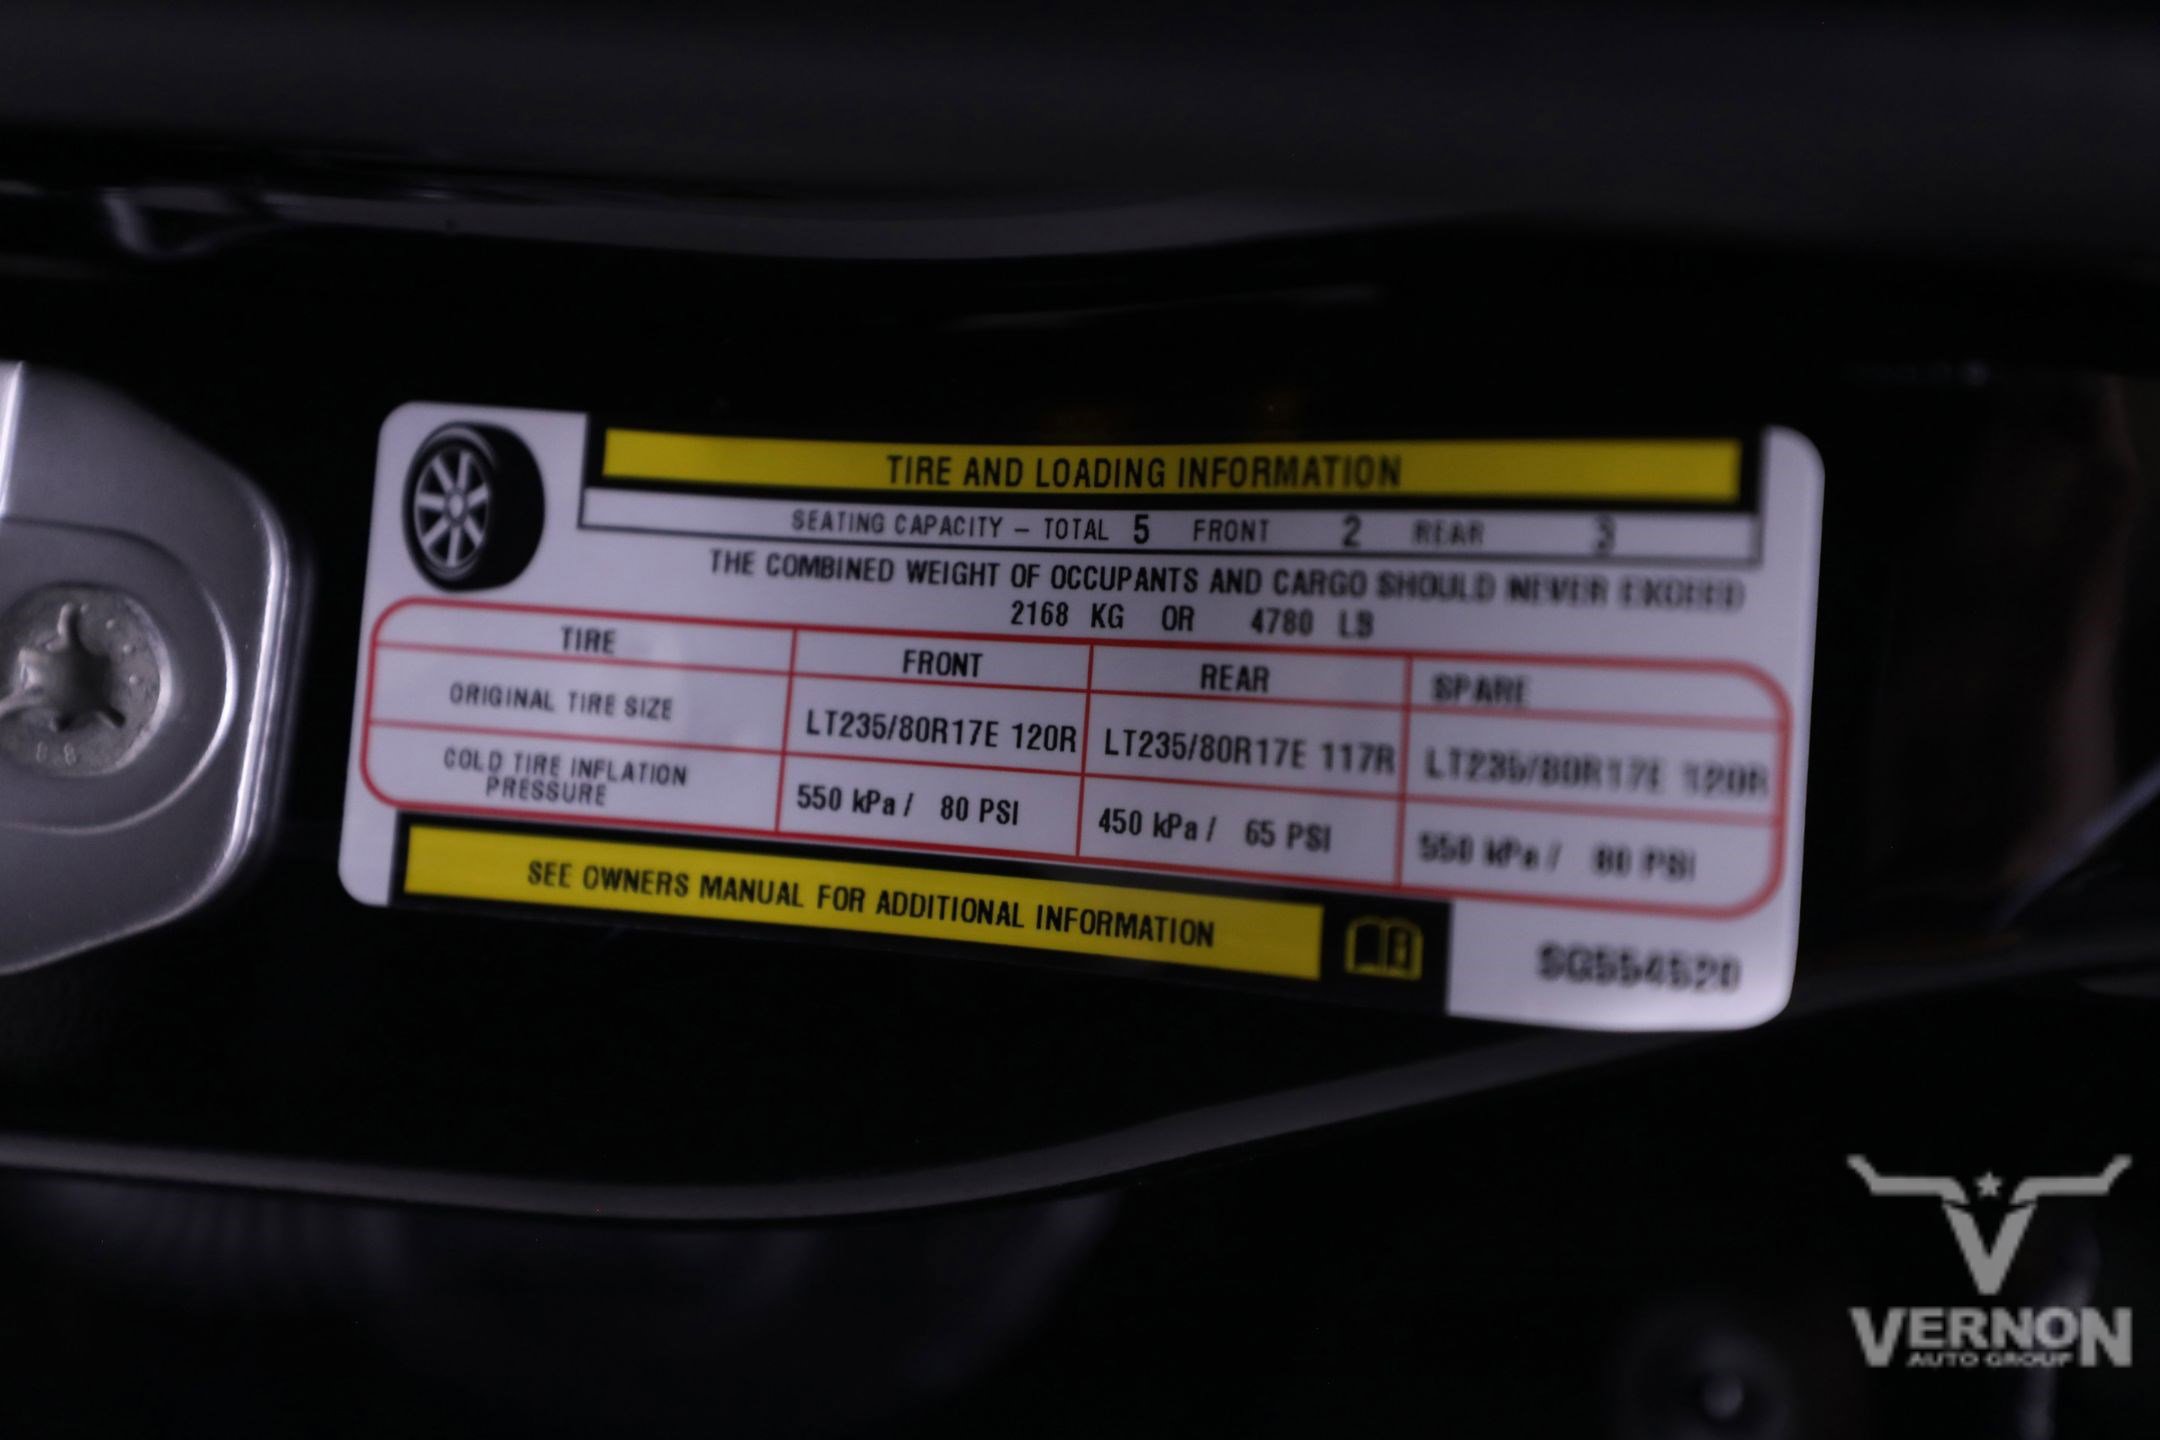 TIRE AND LOADING INFORMATION
SEATING CAPACITY – TOTAL 5 FRONT 2 REAR 3
THE COMBINED WEIGHT OF OCCUPANTS AND CARGO SHOULD NEVER EXCEED
2168 KG OR 4780 LB
TIRE FRONT REAR SPARE
ORIGINAL TIRE SIZE LT235/80R17E 120R LT235/80R17E 117R LT235/80R17E 120R
COLD TIRE INFLATION
PRESSURE 550 kPa / 80 PSI 450 kPa / 65 PSI 550 kPa / 80 PSI
SEE OWNERS MANUAL FOR ADDITIONAL INFORMATION
SG554520
VERNON
AUTO GROUP